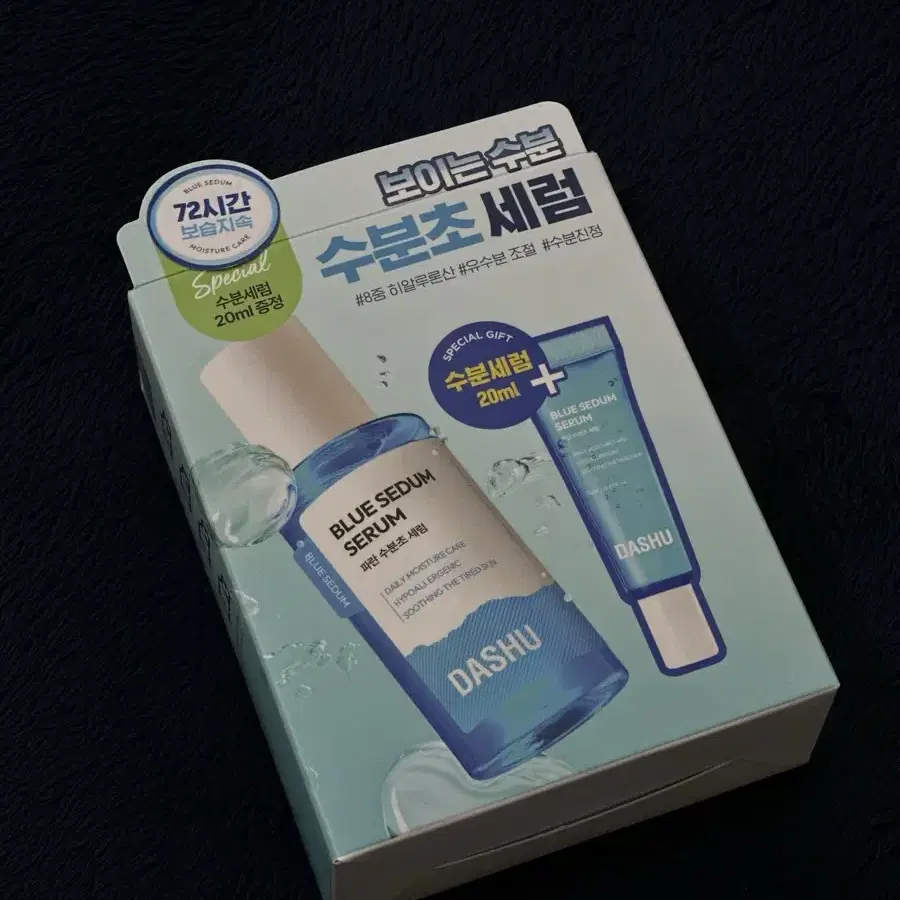 보이는 수분
수분초 세럼
#8중 히알루론산 #유수분 조절 #수분진정
BLUE SEDUM
72시간
보습지속
MOISTURE CARE
Special
수분세럼
20ml 증정
SPECIAL GIFT
수분세럼
20ml
+
BLUE SEDUM
SERUM
DASHU
BLUE SEDUM
SERUM
파란 수분초 세럼
DAILY MOISTURE CARE
HYPOALLERGENIC
SOOTHING THE TIRED SKIN
BLUE SEDUM
DASHU